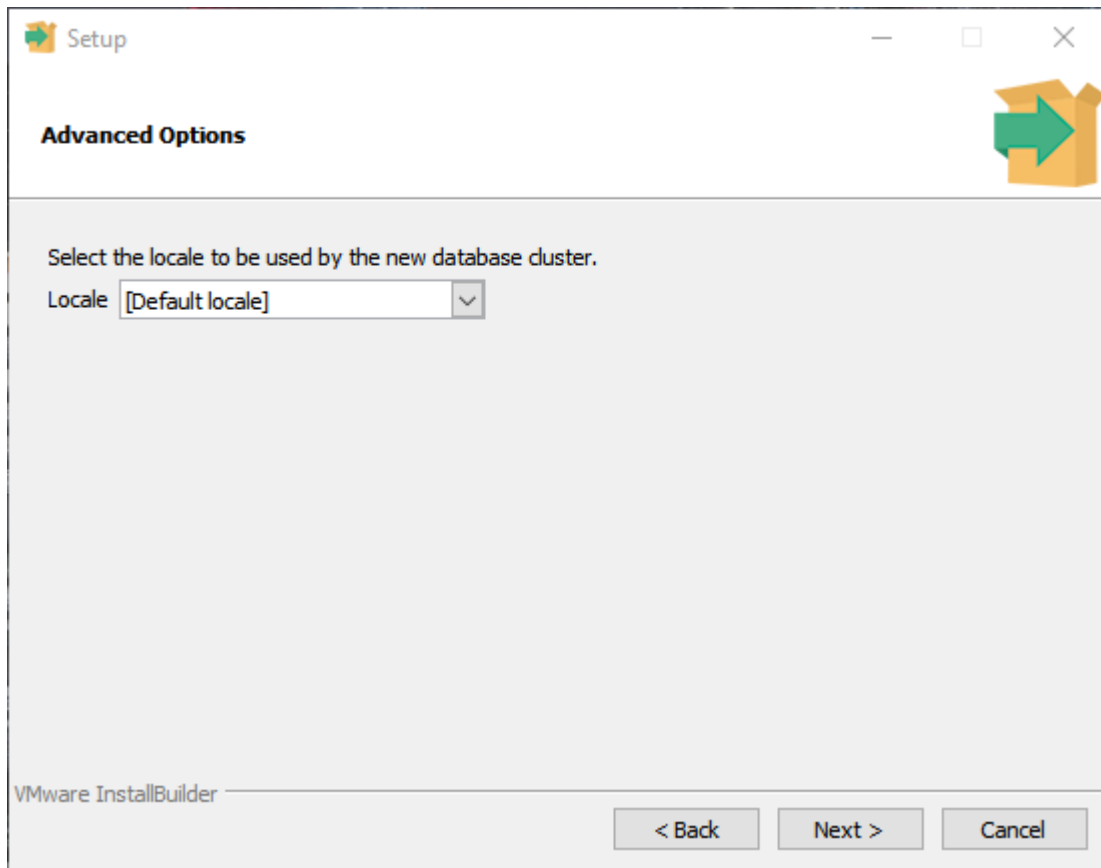 Setup
Advanced Options
Select the locale to be used by the new database cluster.
Locale [Default locale]
VMware InstallBuilder
< Back Next > Cancel